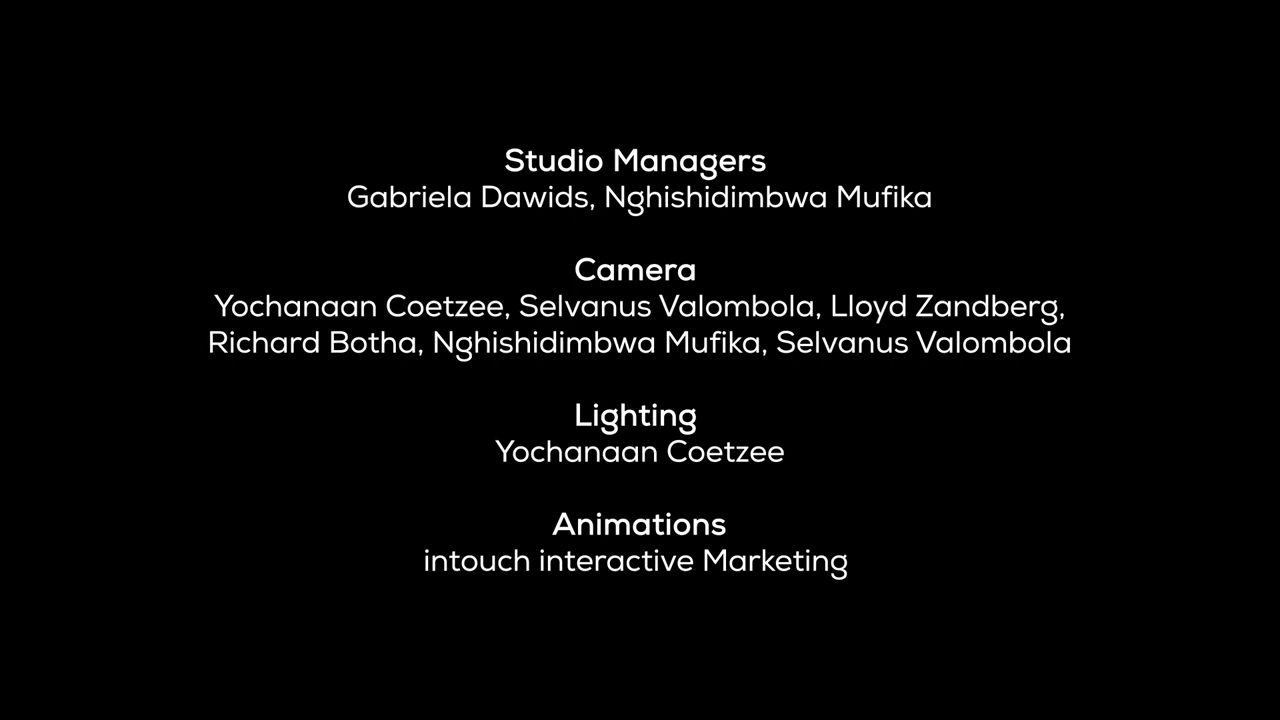 Studio Managers
Gabriela Dawids, Nghishidimbwa Mufika
Camera
Yochanaan Coetzee, Selvanus Valombola, Lloyd Zandberg,
Richard Botha, Nghishidimbwa Mufika, Selvanus Valombola
Lighting
Yochanaan Coetzee
Animations
intouch interactive Marketing